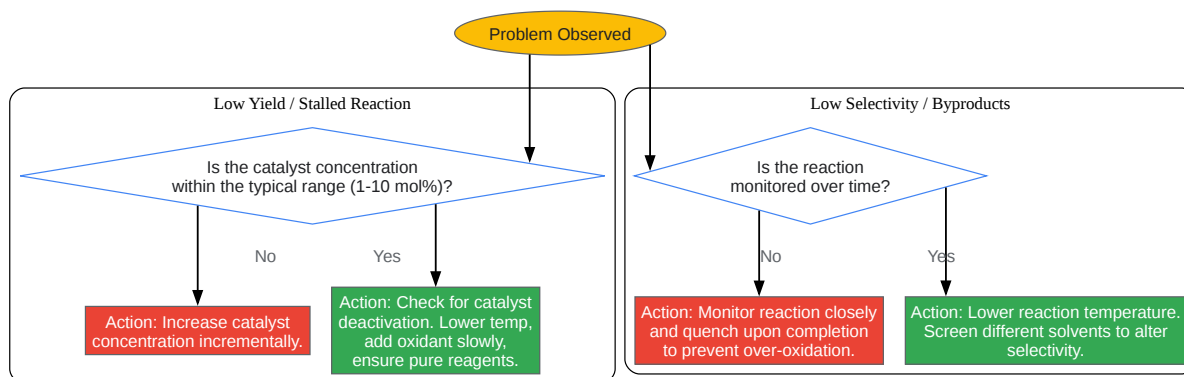 Problem Observed
Low Yield / Stalled Reaction
Is the catalyst concentration
within the typical range (1-10 mol%)?
No
Yes
Action: Increase catalyst
concentration incrementally.
Action: Check for catalyst
deactivation. Lower temp,
add oxidant slowly,
ensure pure reagents.
Low Selectivity / Byproducts
Is the reaction
monitored over time?
No
Yes
Action: Monitor reaction closely
and quench upon completion
to prevent over-oxidation.
Action: Lower reaction temperature.
Screen different solvents to alter
selectivity.